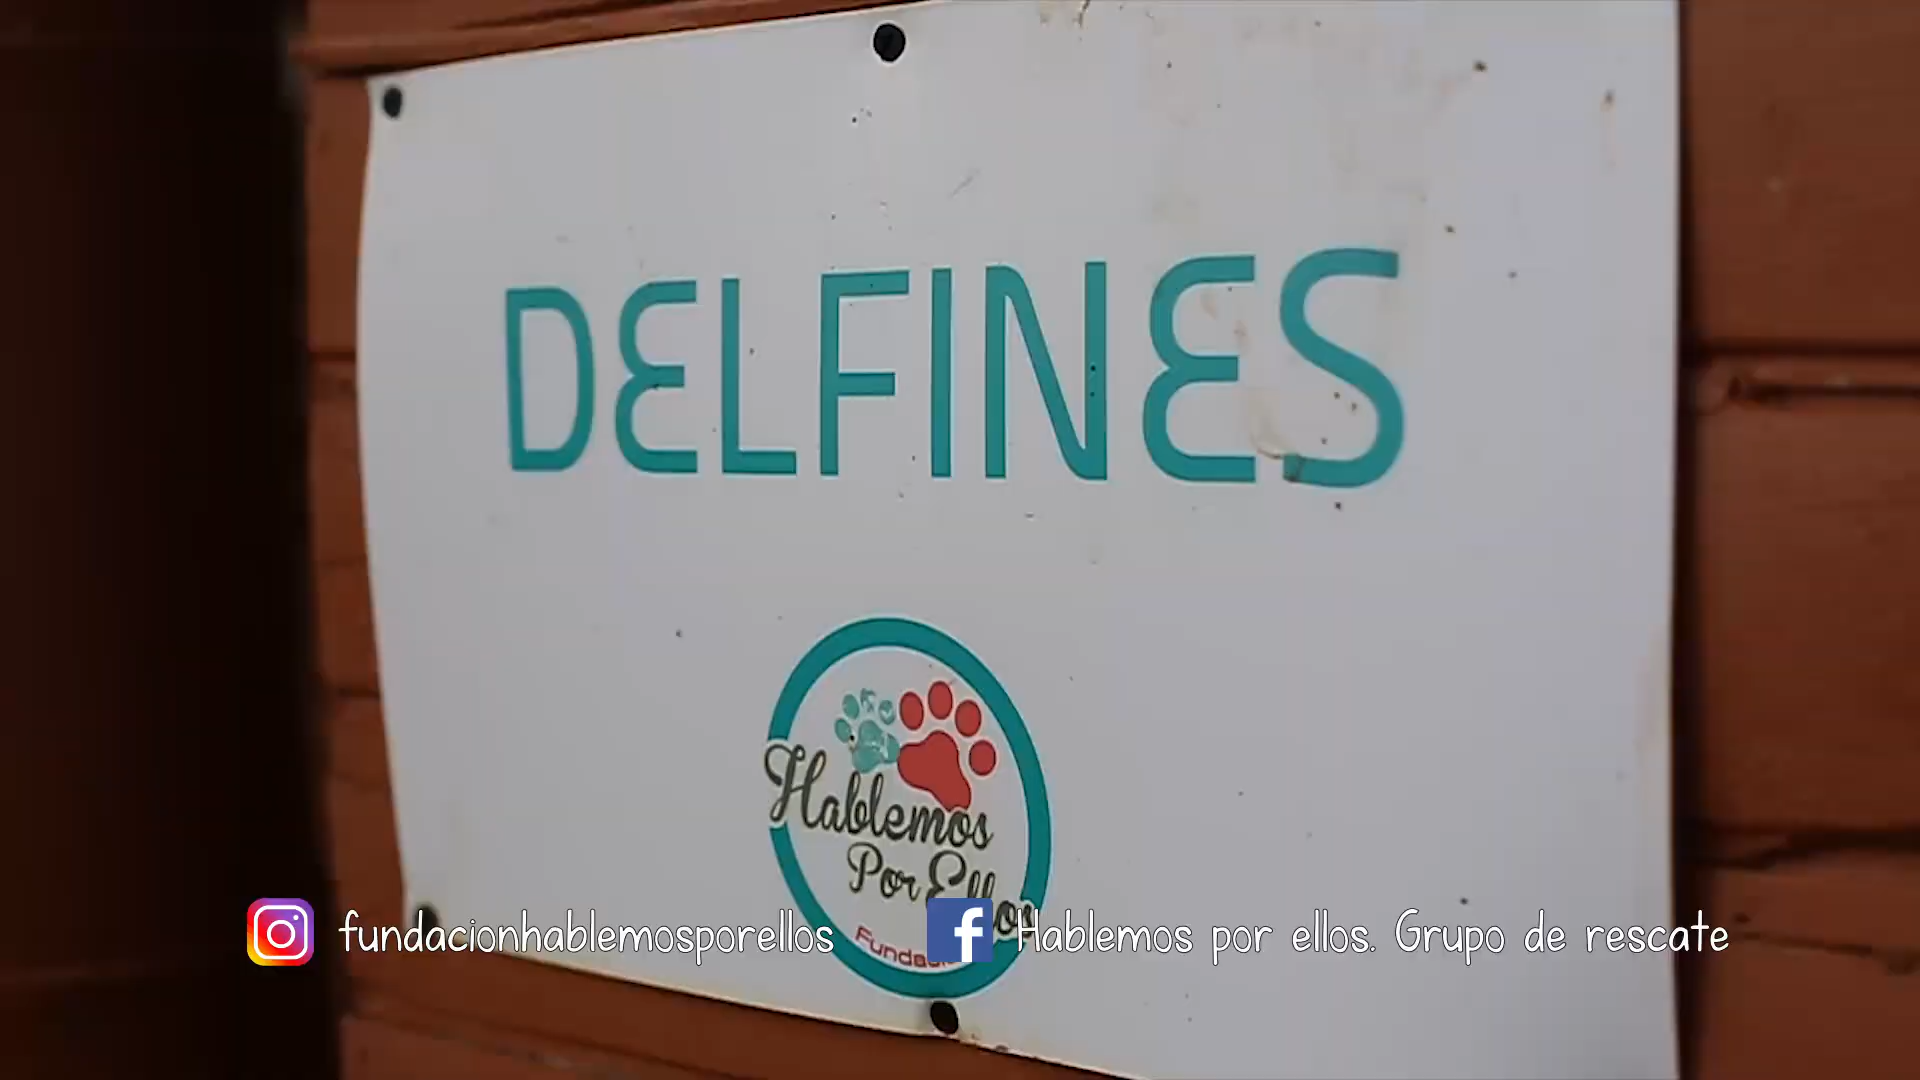 DELFINES
Hablemos
Por Ellos
fundacionhablemosporellos
Hablemos por ellos. Grupo de rescate